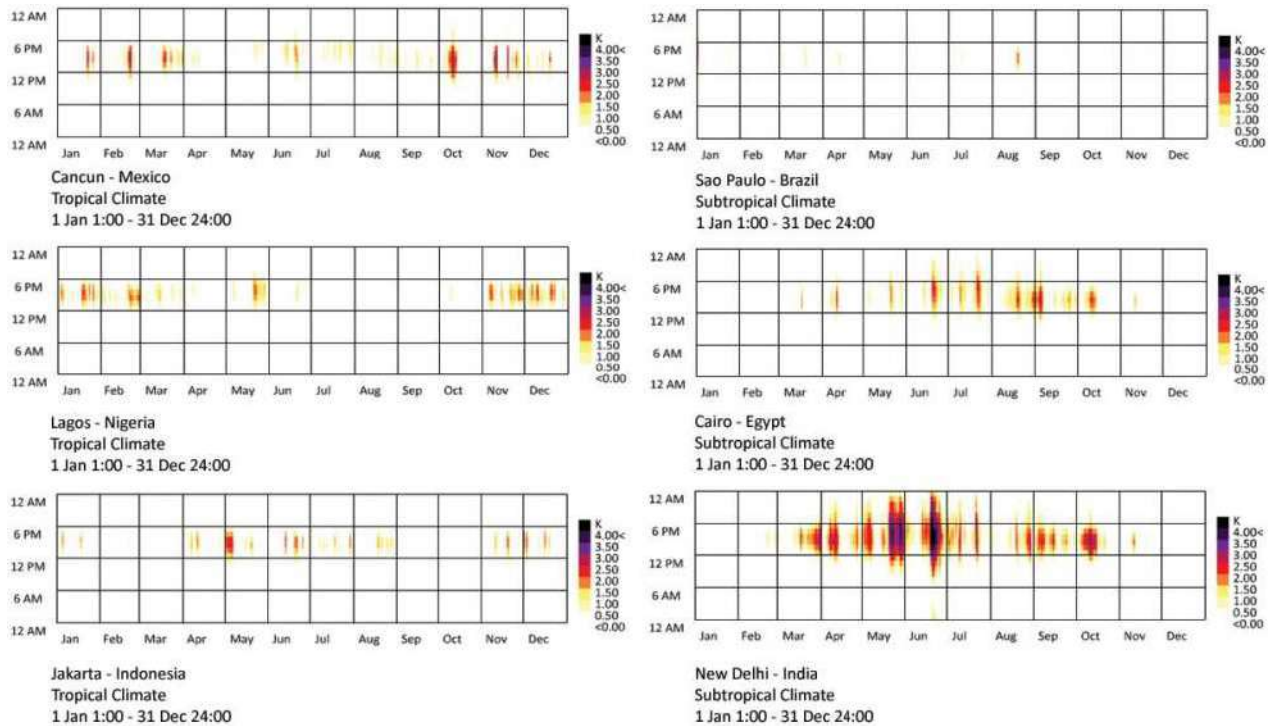 12 AM
6 PM
12 PM
6 AM
12 AM
Jan Feb Mar Apr May Jun Jul Aug Sep Oct Nov Dec
K
4.00<
3.50
3.00
2.50
2.00
1.50
1.00
0.50
<0.00
Cancun - Mexico
Tropical Climate
1 Jan 1:00 - 31 Dec 24:00
12 AM
6 PM
12 PM
6 AM
12 AM
Jan Feb Mar Apr May Jun Jul Aug Sep Oct Nov Dec
K
4.00<
3.50
3.00
2.50
2.00
1.50
1.00
0.50
<0.00
Sao Paulo - Brazil
Subtropical Climate
1 Jan 1:00 - 31 Dec 24:00
12 AM
6 PM
12 PM
6 AM
12 AM
Jan Feb Mar Apr May Jun Jul Aug Sep Oct Nov Dec
K
4.00<
3.50
3.00
2.50
2.00
1.50
1.00
0.50
<0.00
Lagos - Nigeria
Tropical Climate
1 Jan 1:00 - 31 Dec 24:00
12 AM
6 PM
12 PM
6 AM
12 AM
Jan Feb Mar Apr May Jun Jul Aug Sep Oct Nov Dec
K
4.00<
3.50
3.00
2.50
2.00
1.50
1.00
0.50
<0.00
Cairo - Egypt
Subtropical Climate
1 Jan 1:00 - 31 Dec 24:00
12 AM
6 PM
12 PM
6 AM
12 AM
Jan Feb Mar Apr May Jun Jul Aug Sep Oct Nov Dec
K
4.00<
3.50
3.00
2.50
2.00
1.50
1.00
0.50
<0.00
Jakarta - Indonesia
Tropical Climate
1 Jan 1:00 - 31 Dec 24:00
12 AM
6 PM
12 PM
6 AM
12 AM
Jan Feb Mar Apr May Jun Jul Aug Sep Oct Nov Dec
K
4.00<
3.50
3.00
2.50
2.00
1.50
1.00
0.50
<0.00
New Delhi - India
Subtropical Climate
1 Jan 1:00 - 31 Dec 24:00